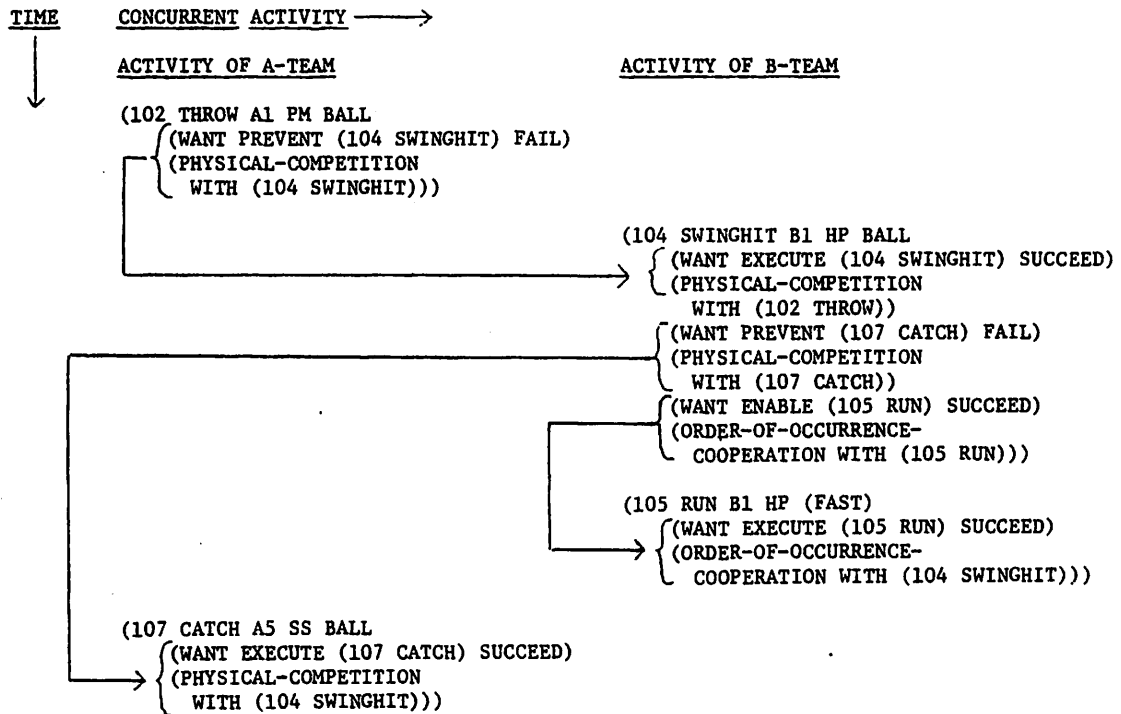 TIME CONCURRENT ACTIVITY
ACTIVITY OF A-TEAM ACTIVITY OF B-TEAM
(102 THROW A1 PM BALL
(WANT PREVENT (104 SWINGHIT) FAIL)
(PHYSICAL-COMPETITION
WITH (104 SWINGHIT)))
(104 SWINGHIT B1 HP BALL
(WANT EXECUTE (104 SWINGHIT) SUCCEED)
(PHYSICAL-COMPETITION
WITH (102 THROW))
(WANT PREVENT (107 CATCH) FAIL)
(PHYSICAL-COMPETITION
WITH (107 CATCH))
(WANT ENABLE (105 RUN) SUCCEED)
(ORDER-OF-OCCURRENCE-
COOPERATION WITH (105 RUN)))
(105 RUN B1 HP (FAST)
(WANT EXECUTE (105 RUN) SUCCEED)
(ORDER-OF-OCCURRENCE-
COOPERATION WITH (104 SWINGHIT)))
(107 CATCH A5 SS BALL
(WANT EXECUTE (107 CATCH) SUCCEED)
(PHYSICAL-COMPETITION
WITH (104 SWINGHIT)))